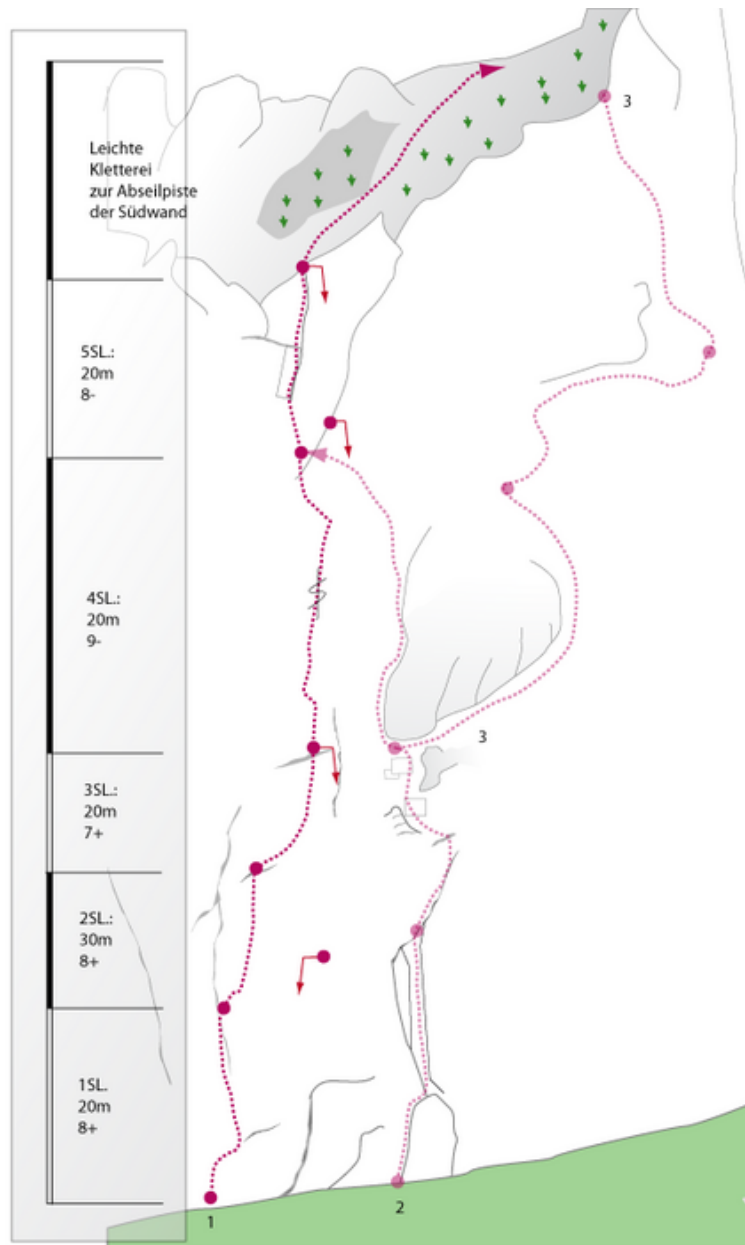 3
Leichte
Kletterei
zur Abseilpiste
der Südwand
5SL.:
20m
8-
4SL.:
20m
9-
3
3SL.:
20m
7+
2SL.:
30m
8+
1SL.
20m
8+
1
2